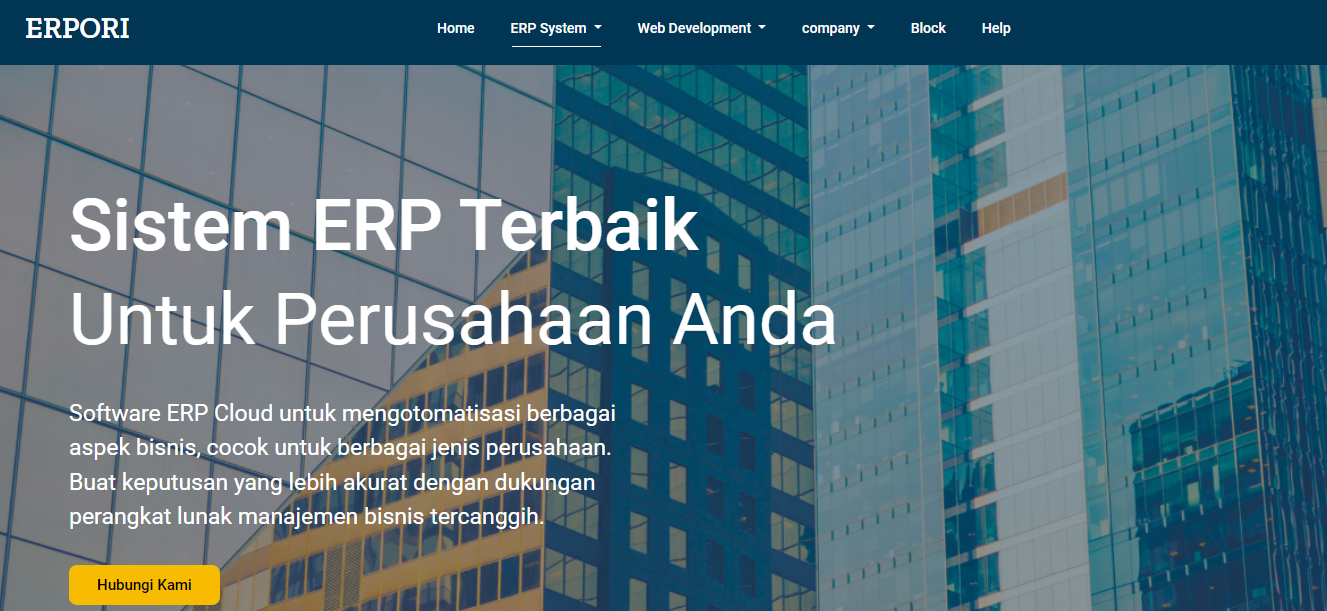 ERPORI
Home
ERP System
Web Development
company
Block
Help
Sistem ERP Terbaik
Untuk Perusahaan Anda
Software ERP Cloud untuk mengotomatisasi berbagai
aspek bisnis, cocok untuk berbagai jenis perusahaan.
Buat keputusan yang lebih akurat dengan dukungan
perangkat lunak manajemen bisnis tercanggih.
Hubungi Kami